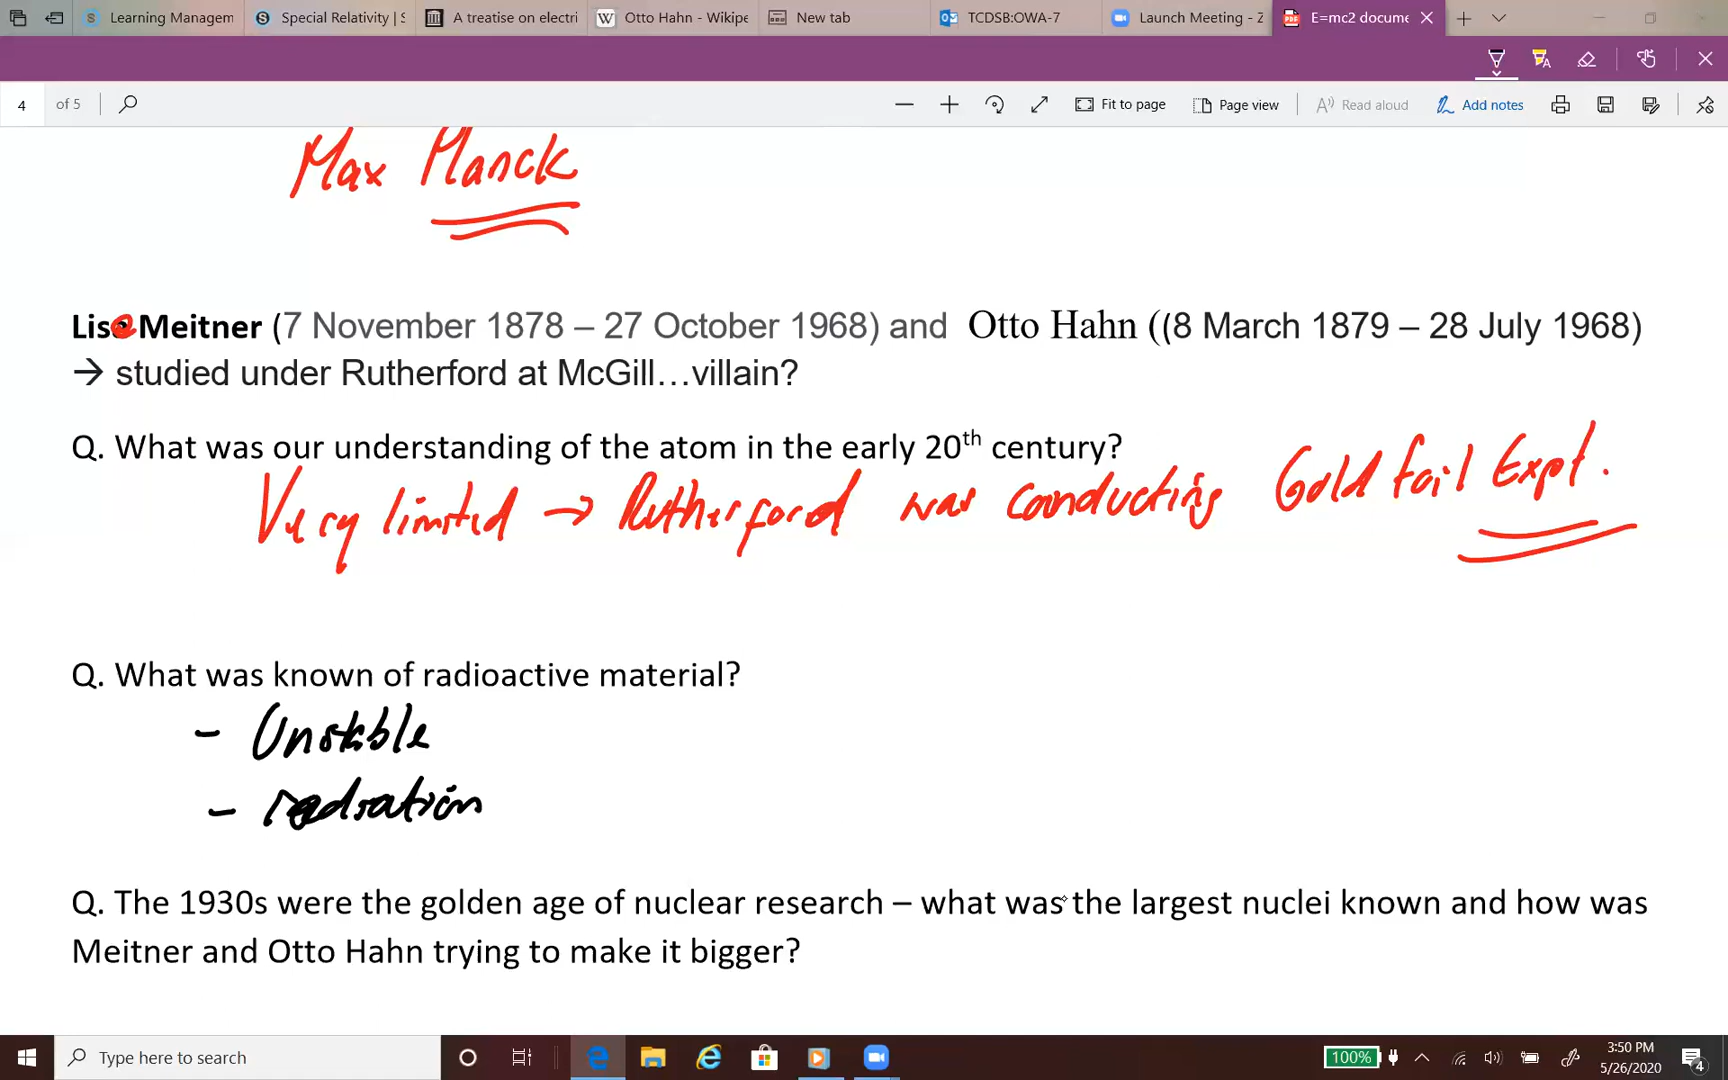 Learning Managem
Special Relativity | S
A treatise on electri
Otto Hahn - Wikipe
New tab
TCDSB:OWA-7
Launch Meeting - Z
E=mc2 docume
4 of 5
Fit to page
Page view
Read aloud
Add notes
Max Planck
Lise Meitner (7 November 1878 – 27 October 1968) and Otto Hahn ((8 March 1879 – 28 July 1968)
→ studied under Rutherford at McGill…villain?
Q. What was our understanding of the atom in the early 20th century?
Very limited → Rutherford was conducting Gold Foil Expt.
Q. What was known of radioactive material?
- Unstable
- radiation
Q. The 1930s were the golden age of nuclear research – what was the largest nuclei known and how was
Meitner and Otto Hahn trying to make it bigger?
Type here to search
100%
3:50 PM
5/26/2020
4